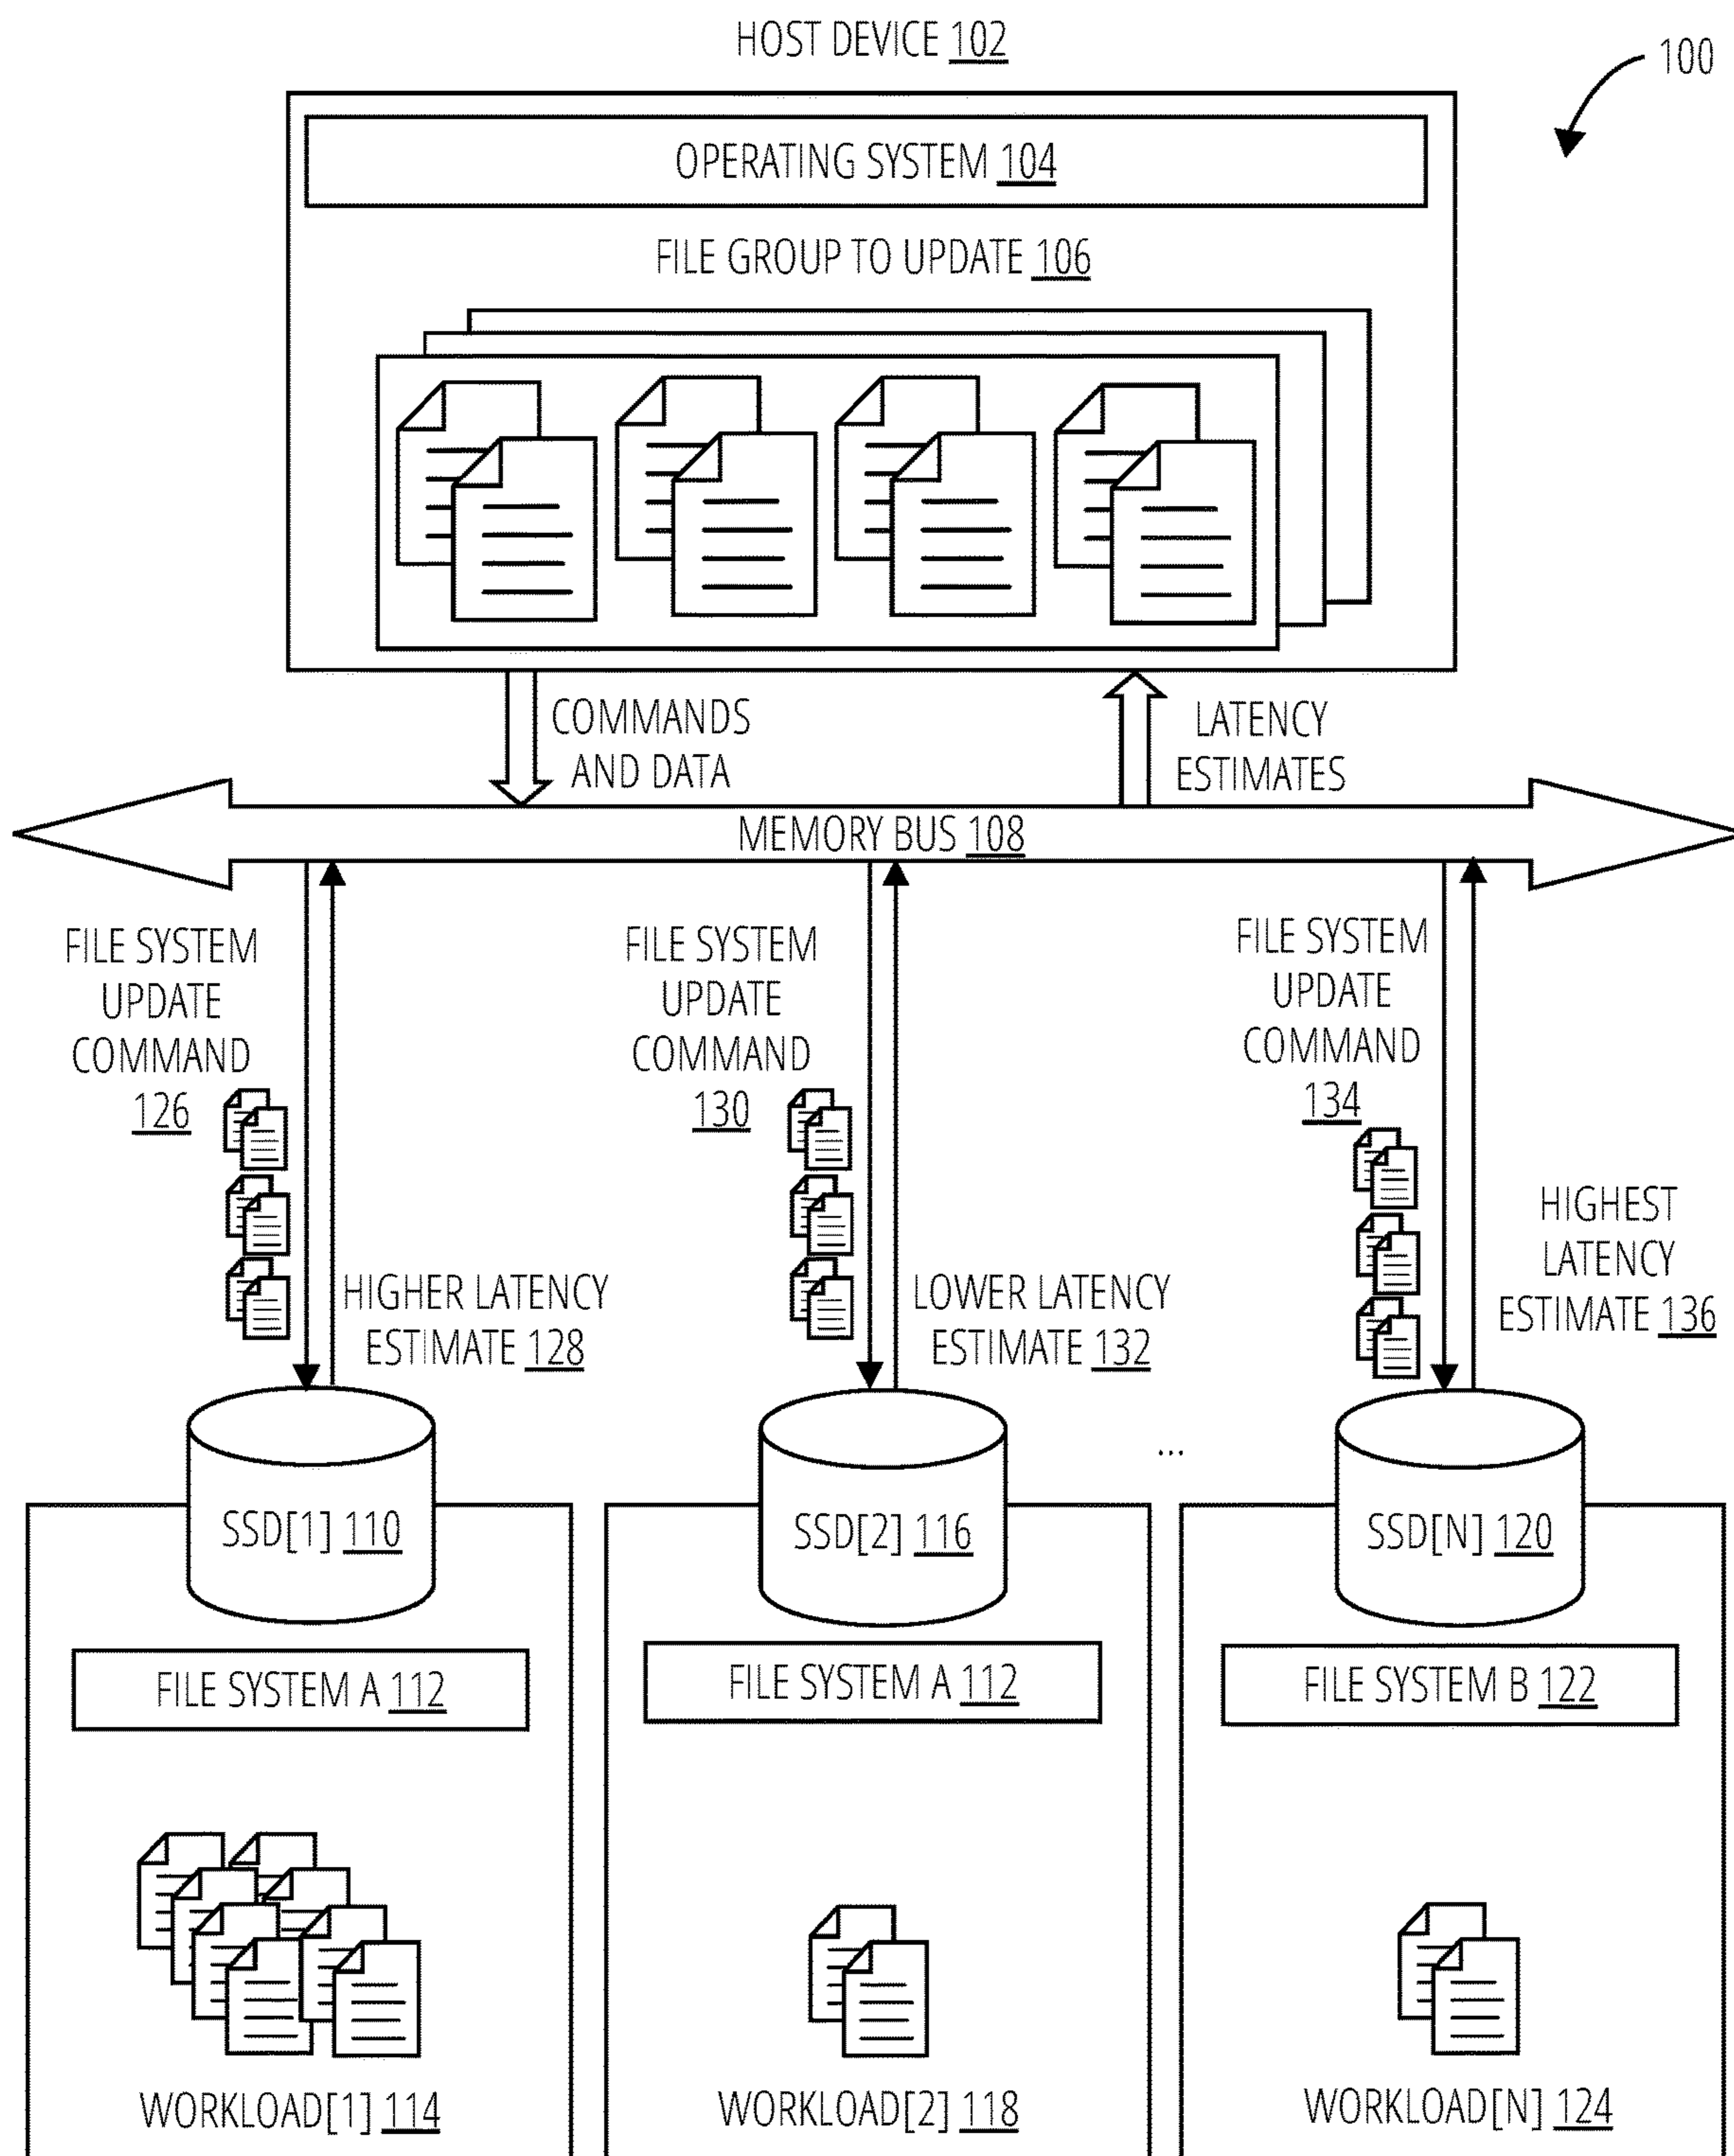 HOST DEVICE 102
100
OPERATING SYSTEM 104
FILE GROUP TO UPDATE 106
COMMANDS
AND DATA
LATENCY
ESTIMATES
MEMORY BUS 108
FILE SYSTEM
UPDATE
COMMAND
126
HIGHER LATENCY
ESTIMATE 128
FILE SYSTEM
UPDATE
COMMAND
130
LOWER LATENCY
ESTIMATE 132
FILE SYSTEM
UPDATE
COMMAND
134
HIGHEST
LATENCY
ESTIMATE 136
SSD[1] 110
SSD[2] 116
...
SSD[N] 120
FILE SYSTEM A 112
FILE SYSTEM A 112
FILE SYSTEM B 122
WORKLOAD[1] 114
WORKLOAD[2] 118
WORKLOAD[N] 124